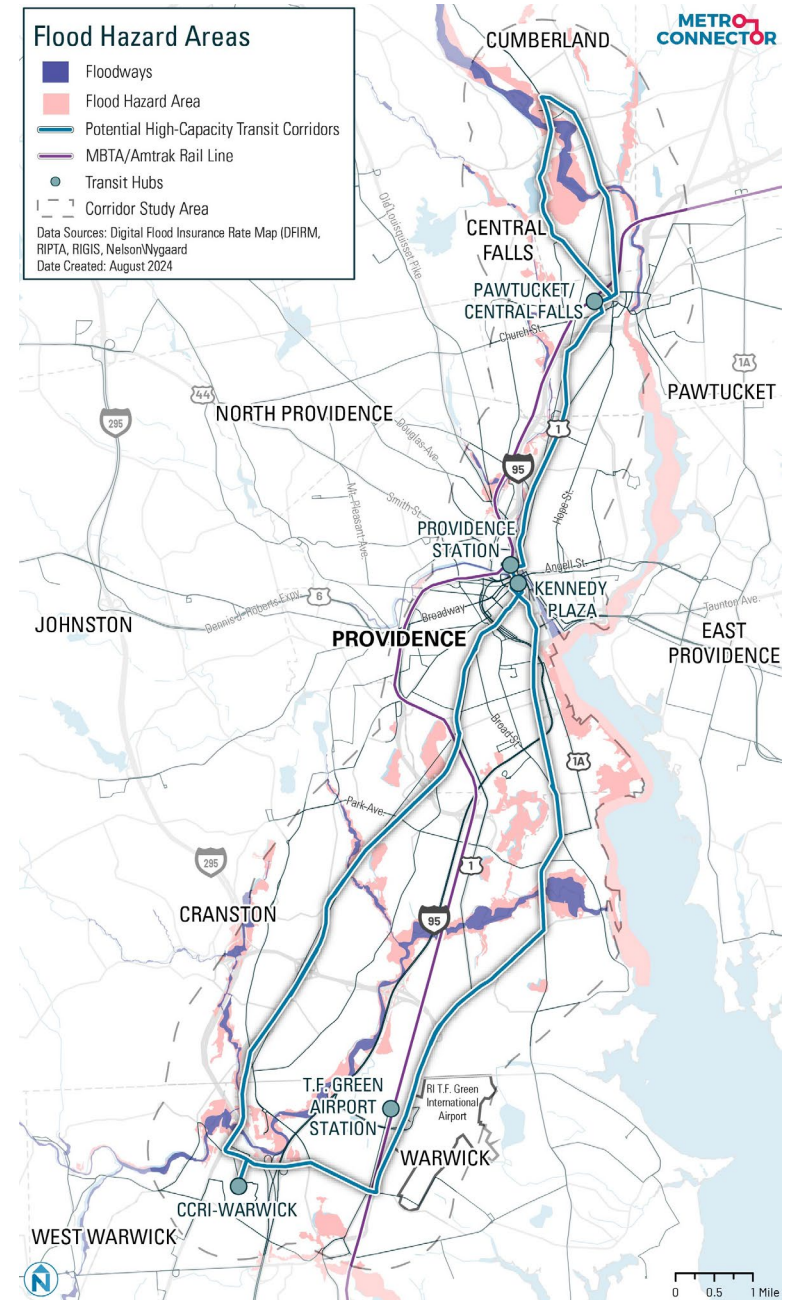 Flood Hazard Areas
Floodways
Flood Hazard Area
Potential High-Capacity Transit Corridors
MBTA/Amtrak Rail Line
Transit Hubs
Corridor Study Area
Data Sources: Digital Flood Insurance Rate Map (DFIRM,
RIPTA, RIGIS, Nelson\Nygaard
Date Created: August 2024
METRO
CONNECTOR
CUMBERLAND
Old Louisquisset Pike
CENTRAL
FALLS
PAWTUCKET/
CENTRAL FALLS
Church St.
1A
PAWTUCKET
44
NORTH PROVIDENCE
295
1
Douglas Ave.
95
Mt. Pleasant Ave.
Smith St.
Hope St.
PROVIDENCE
STATION
Angell St.
KENNEDY
PLAZA
6
Dennis J. Roberts Expy.
Broadway
Taunton Ave.
JOHNSTON
PROVIDENCE
EAST
PROVIDENCE
Broad St.
1A
Park Ave.
295
1
CRANSTON
95
T.F. GREEN
AIRPORT
STATION
RI T.F. Green
International
Airport
WARWICK
CCRI-WARWICK
WEST WARWICK
N
0 0.5 1 Mile